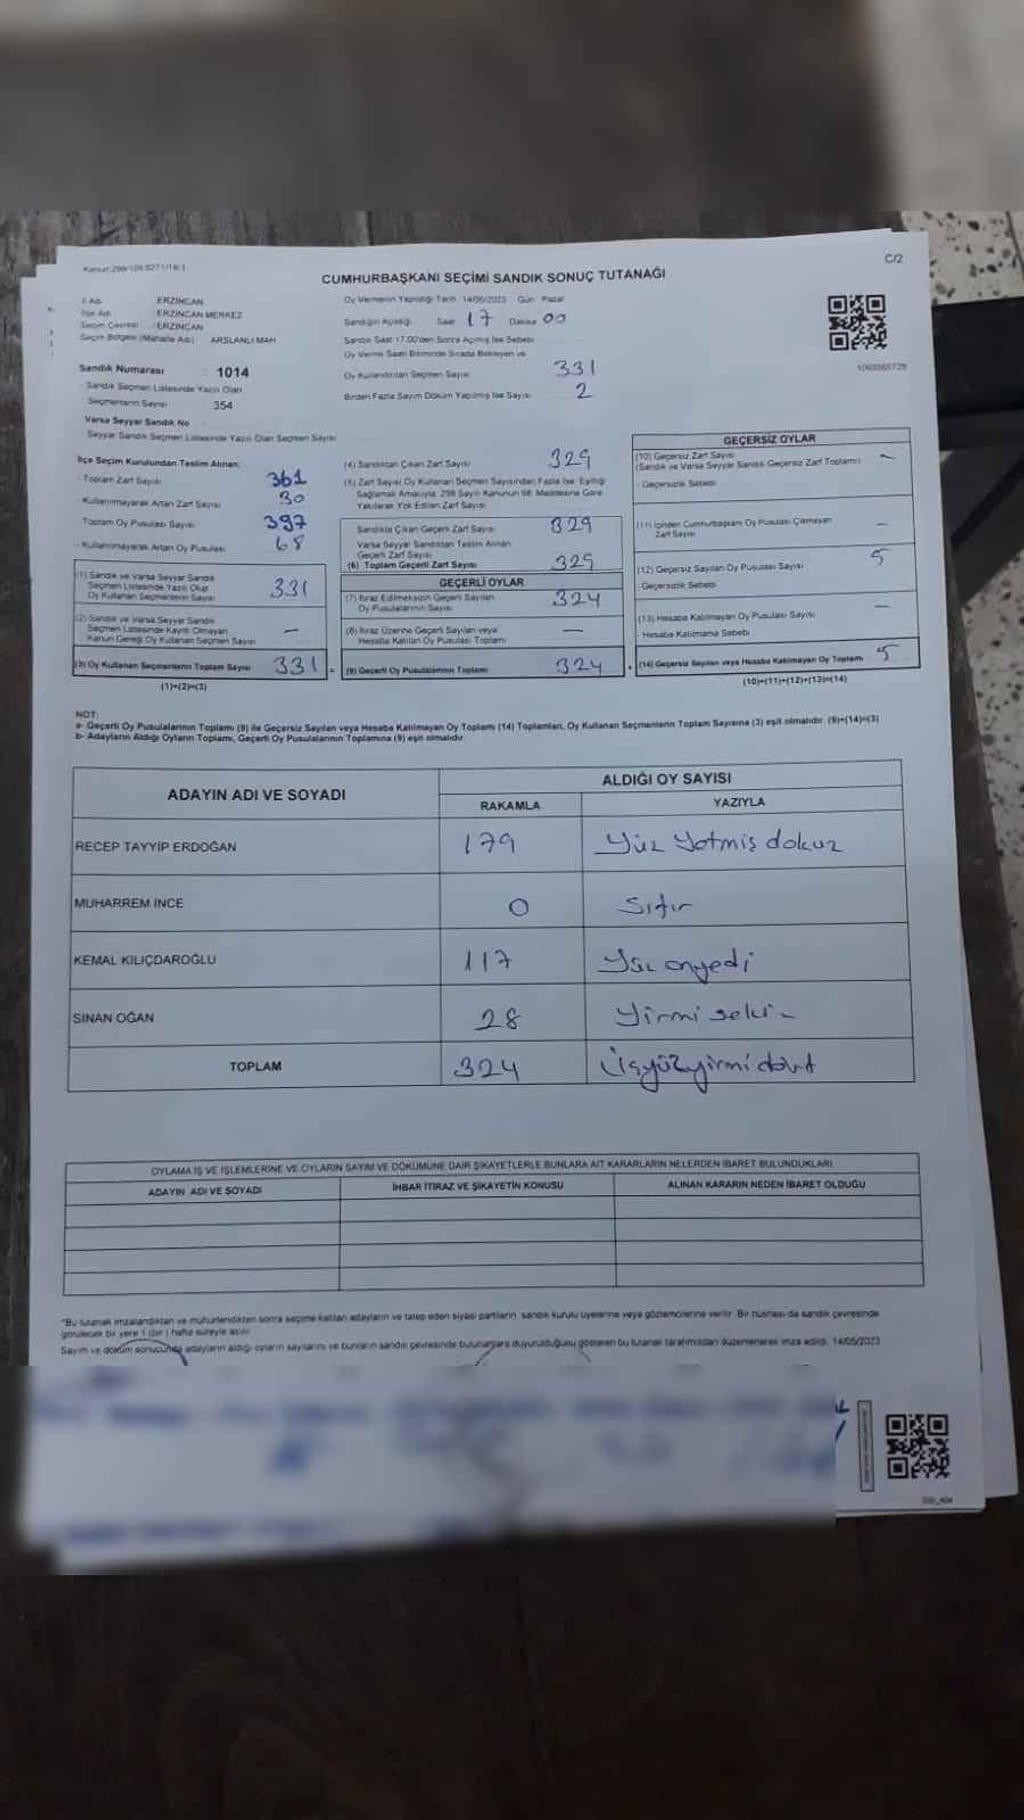 C/2
CUMHURBAŞKANI SEÇİMİ SANDIK SONUÇ TUTANAĞI
İl Adı ERZİNCAN
İlçe Adı ERZİNCAN MERKEZ
Seçim Çevresi : ERZİNCAN
Seçim Bölgesi (Mahalle Adı) ARSLANLI MAH
Sandık Numarası : 1014
Sandık Seçmen Listesinde Yazılı Olan
Seçmenlerin Sayısı 354
Varsa Seyyar Sandık No
Seyyar Sandık Seçmen Listesinde Yazılı Olan Seçmen Sayısı
Oy Vermenin Yapıldığı Tarih 14/05/2023 Gün Pazar
Sandığın Açıldığı Saat 17 Dakika 00
Sandık Saat 17.00'den Sonra Açılmış İse Sebebi
Oy Verme Saati Bitiminde Sırada Bekleyen ve
Oy Kullandırılan Seçmen Sayısı 331
Birden Fazla Sayım Döküm Yapılmış İse Sayısı 2
İlçe Seçim Kurulundan Teslim Alınan;
- Toplam Zarf Sayısı 361
- Kullanılmayarak Artan Zarf Sayısı 30
Toplam Oy Pusulası Sayısı 397
- Kullanılmayarak Artan Oy Pusulası 68
(1) Sandık ve Varsa Seyyar Sandık
Seçmen Listesinde Yazılı Olup
Oy Kullanan Seçmenlerin Sayısı 331
(2) Sandık ve Varsa Seyyar Sandık
Seçmen Listesinde Kayıtlı Olmayan
Kanun Gereği Oy Kullanan Seçmen Sayısı —
(3) Oy Kullanan Seçmenlerin Toplam Sayısı 331
(1)+(2)=(3)
(4) Sandıktan Çıkan Zarf Sayısı 329
(5) Zarf Sayısı Oy Kullanan Seçmen Sayısından Fazla İse, Eşitliği
Sağlamak Amacıyla, 298 Sayılı Kanunun 98. Maddesine Göre
Yakılarak Yok Edilen Zarf Sayısı
Sandıkta Çıkan Geçerli Zarf Sayısı 329
Varsa Seyyar Sandıktan Teslim Alınan
Geçerli Zarf Sayısı
(6) Toplam Geçerli Zarf Sayısı 329
GEÇERLİ OYLAR
(7) İtiraz Edilmeksizin Geçerli Sayılan
Oy Pusulalarının Sayısı 324
(8) İtiraz Üzerine Geçerli Sayılan veya
Hesaba Katılan Oy Pusulası Toplamı —
(9) Geçerli Oy Pusulalarının Toplamı 324
GEÇERSİZ OYLAR
(10) Geçersiz Zarf Sayısı —
(Sandık ve Varsa Seyyar Sandık Geçersiz Zarf Toplamı)
- Geçersizlik Sebebi
(11) İçinden Cumhurbaşkanı Oy Pusulası Çıkmayan
Zarf Sayısı —
(12) Geçersiz Sayılan Oy Pusulası Sayısı 5
- Geçersizlik Sebebi
(13) Hesaba Katılmayan Oy Pusulası Sayısı —
- Hesaba Katılmama Sebebi
(14) Geçersiz Sayılan veya Hesaba Katılmayan Oy Toplamı 5
(10)+(11)+(12)+(13)=(14)
NOT:
a- Geçerli Oy Pusulalarının Toplamı (9) ile Geçersiz Sayılan veya Hesaba Katılmayan Oy Toplamı (14) Toplamları, Oy Kullanan Seçmenlerin Toplam Sayısına (3) eşit olmalıdır. (9)+(14)=(3)
b- Adayların Aldığı Oyların Toplamı, Geçerli Oy Pusulalarının Toplamına (9) eşit olmalıdır.
ADAYIN ADI VE SOYADI ALDIĞI OY SAYISI
RAKAMLA YAZIYLA
RECEP TAYYİP ERDOĞAN 179 Yüz Yetmiş dokuz
MUHARREM İNCE 0 Sıfır
KEMAL KILIÇDAROĞLU 117 Yüz onyedi
SİNAN OĞAN 28 Yirmi sekiz
TOPLAM 324 Üçyüzyirmidört
OYLAMA İŞ VE İŞLEMLERİNE VE OYLARIN SAYIM VE DÖKÜMÜNE DAİR ŞİKAYETLERLE BUNLARA AİT KARARLARIN NELERDEN İBARET BULUNDUKLARI
ADAYIN ADI VE SOYADI İHBAR İTİRAZ VE ŞİKAYETİN KONUSU ALINAN KARARIN NEDEN İBARET OLDUĞU
"Bu tutanak imzalandıktan ve mühürlendikten sonra seçime katılan adayların ve talep eden siyasi partilerin, sandık kurulu üyelerine veya gözlemcilerine verilir. Bir nüshası da sandık çevresinde
görülecek bir yere 1 (bir) hafta süreyle asılır.
Sayım ve döküm sonucunda adayların aldığı oyların sayılarını ve bunların sandık çevresinde bulunanlara duyurulduğunu gösteren bu tutanak tarafımızdan düzenlenerek imza edilip, 14/05/2023